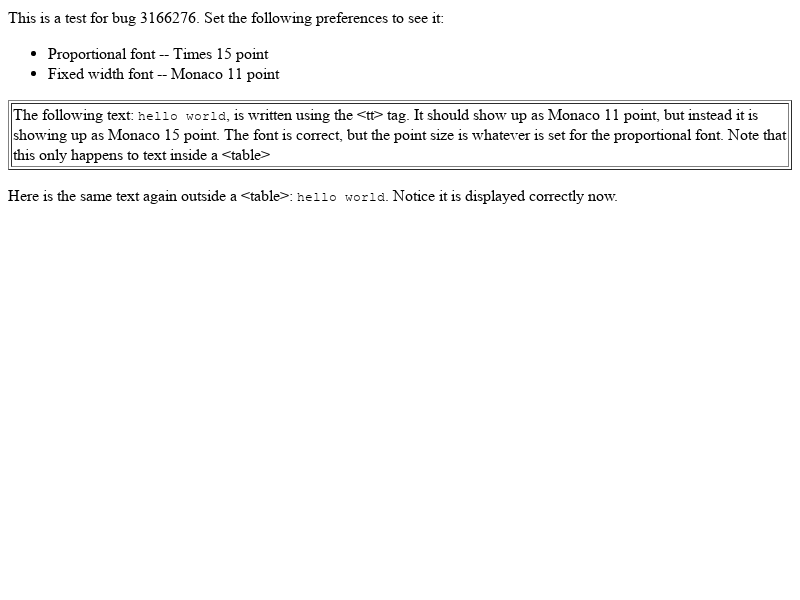 This is a test for bug 3166276. Set the following preferences to see it:
• Proportional font -- Times 15 point
• Fixed width font -- Monaco 11 point
The following text: hello world, is written using the <tt> tag. It should show up as Monaco 11 point, but instead it is
showing up as Monaco 15 point. The font is correct, but the point size is whatever is set for the proportional font. Note that
this only happens to text inside a <table>
Here is the same text again outside a <table>: hello world. Notice it is displayed correctly now.